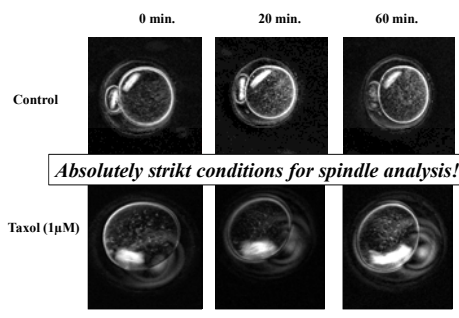 0 min. 20 min. 60 min.
Control
Absolutely strikt conditions for spindle analysis!
Taxol (1µM)